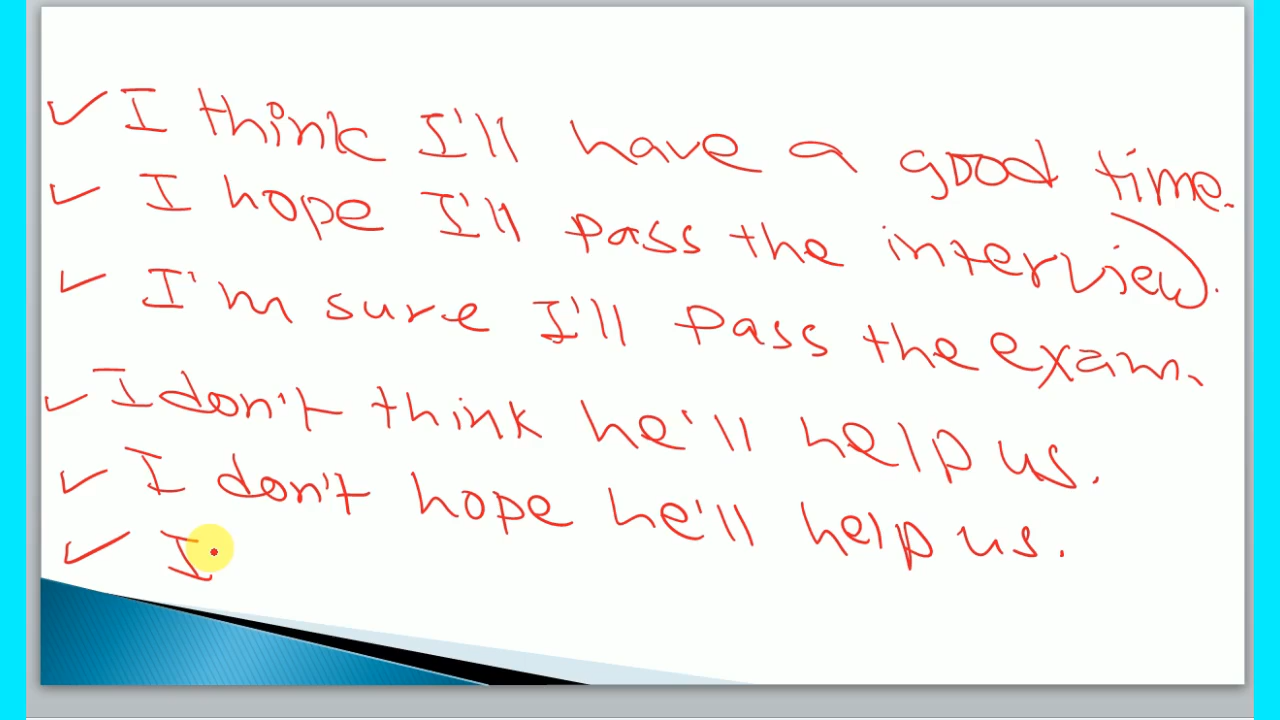 I think I'll have a good time.
I hope I'll pass the interview.
I'm sure I'll pass the exam.
I don't think he'll help us.
I don't hope he'll help us.
I